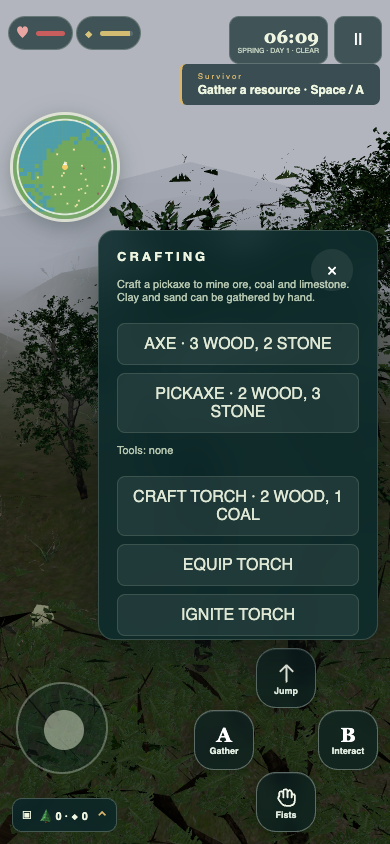 06:09
SPRING · DAY 1 · CLEAR
Survivor
Gather a resource · Space / A
CRAFTING
×
Craft a pickaxe to mine ore, coal and limestone.
Clay and sand can be gathered by hand.
AXE · 3 WOOD, 2 STONE
PICKAXE · 2 WOOD, 3
STONE
Tools: none
CRAFT TORCH · 2 WOOD, 1
COAL
EQUIP TORCH
IGNITE TORCH
Jump
A
Gather
B
Interact
Fists
0 · ◆ 0